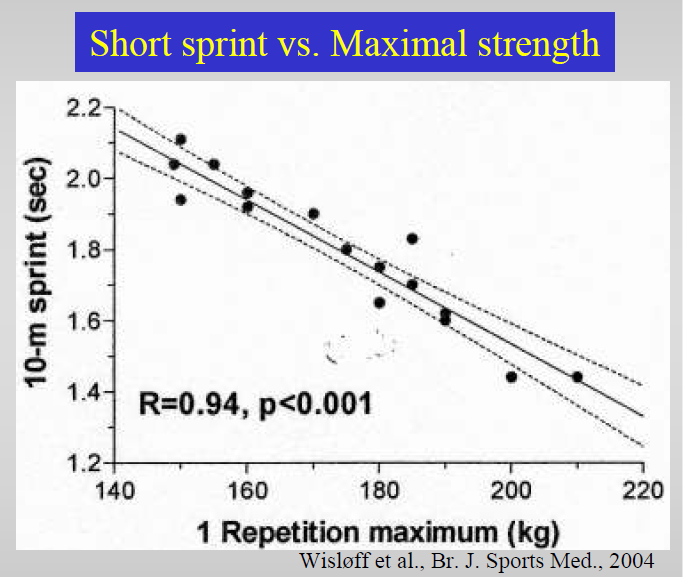 Short sprint vs. Maximal strength
2.2
2.0
1.8
1.6
1.4
1.2
10-m sprint (sec)
R=0.94, p<0.001
140 160 180 200 220
1 Repetition maximum (kg)
Wisløff et al., Br. J. Sports Med., 2004